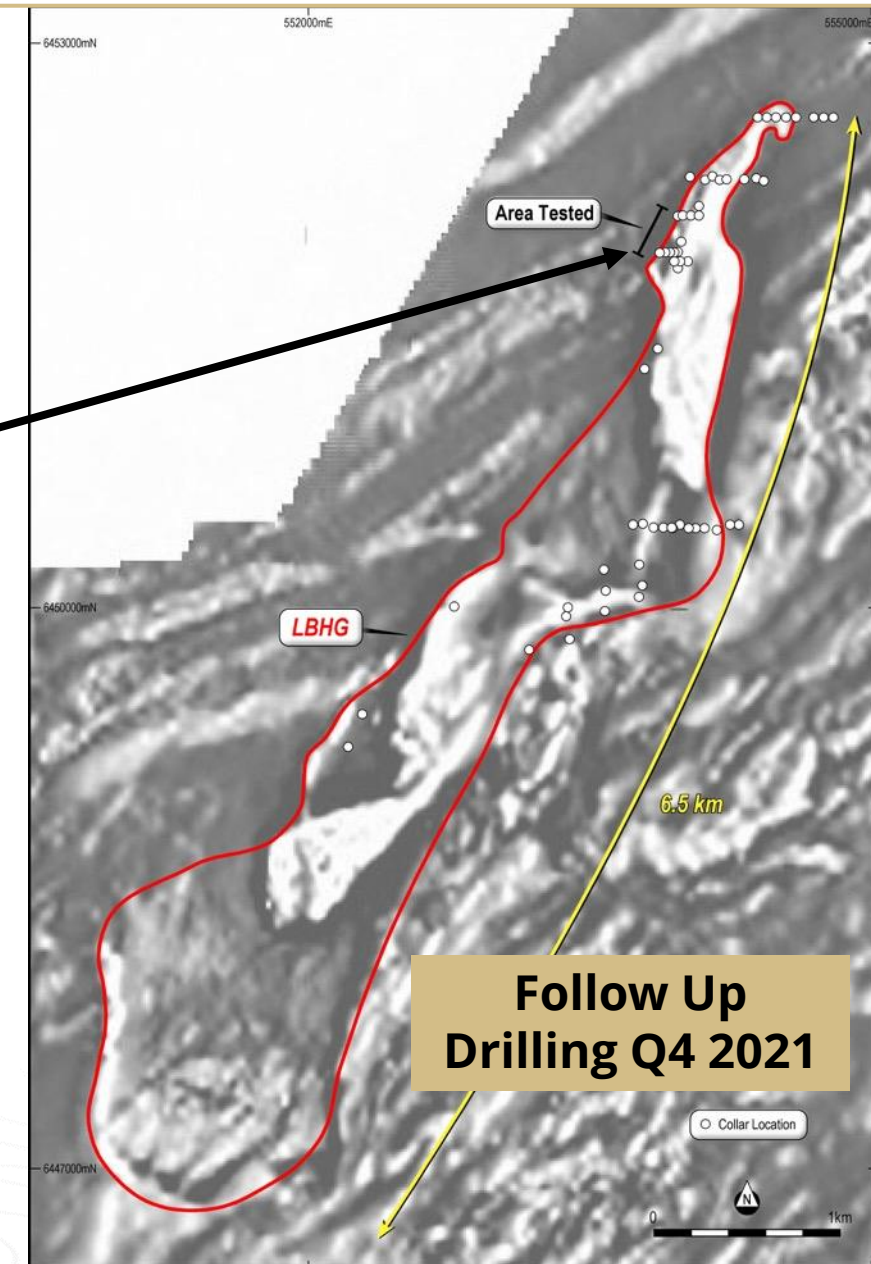 552000mE
555000mE
6453000mN
Area Tested
6450000mN
LBHG
6.5 km
Follow Up
Drilling Q4 2021
Collar Location
6447000mN
N
0
1km